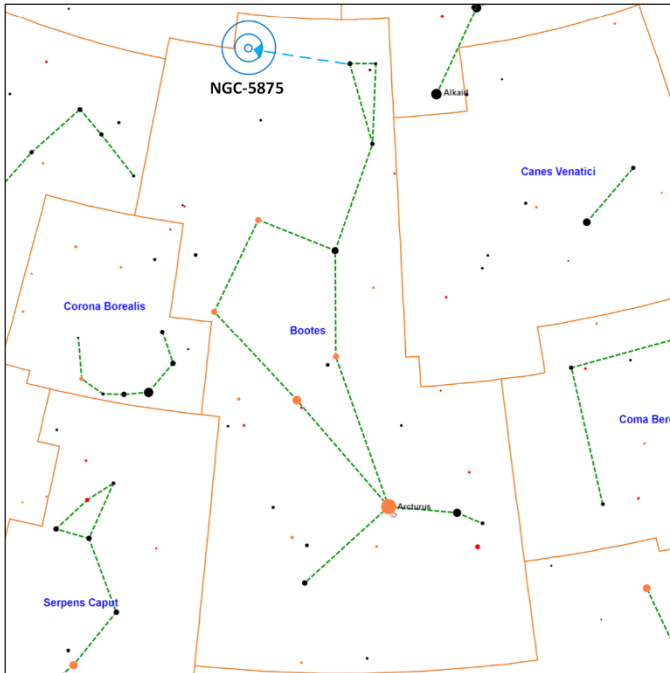 NGC-5875
Alkaid
Canes Venatici
Corona Borealis
Bootes
Coma Bere
Arcturus
Serpens Caput